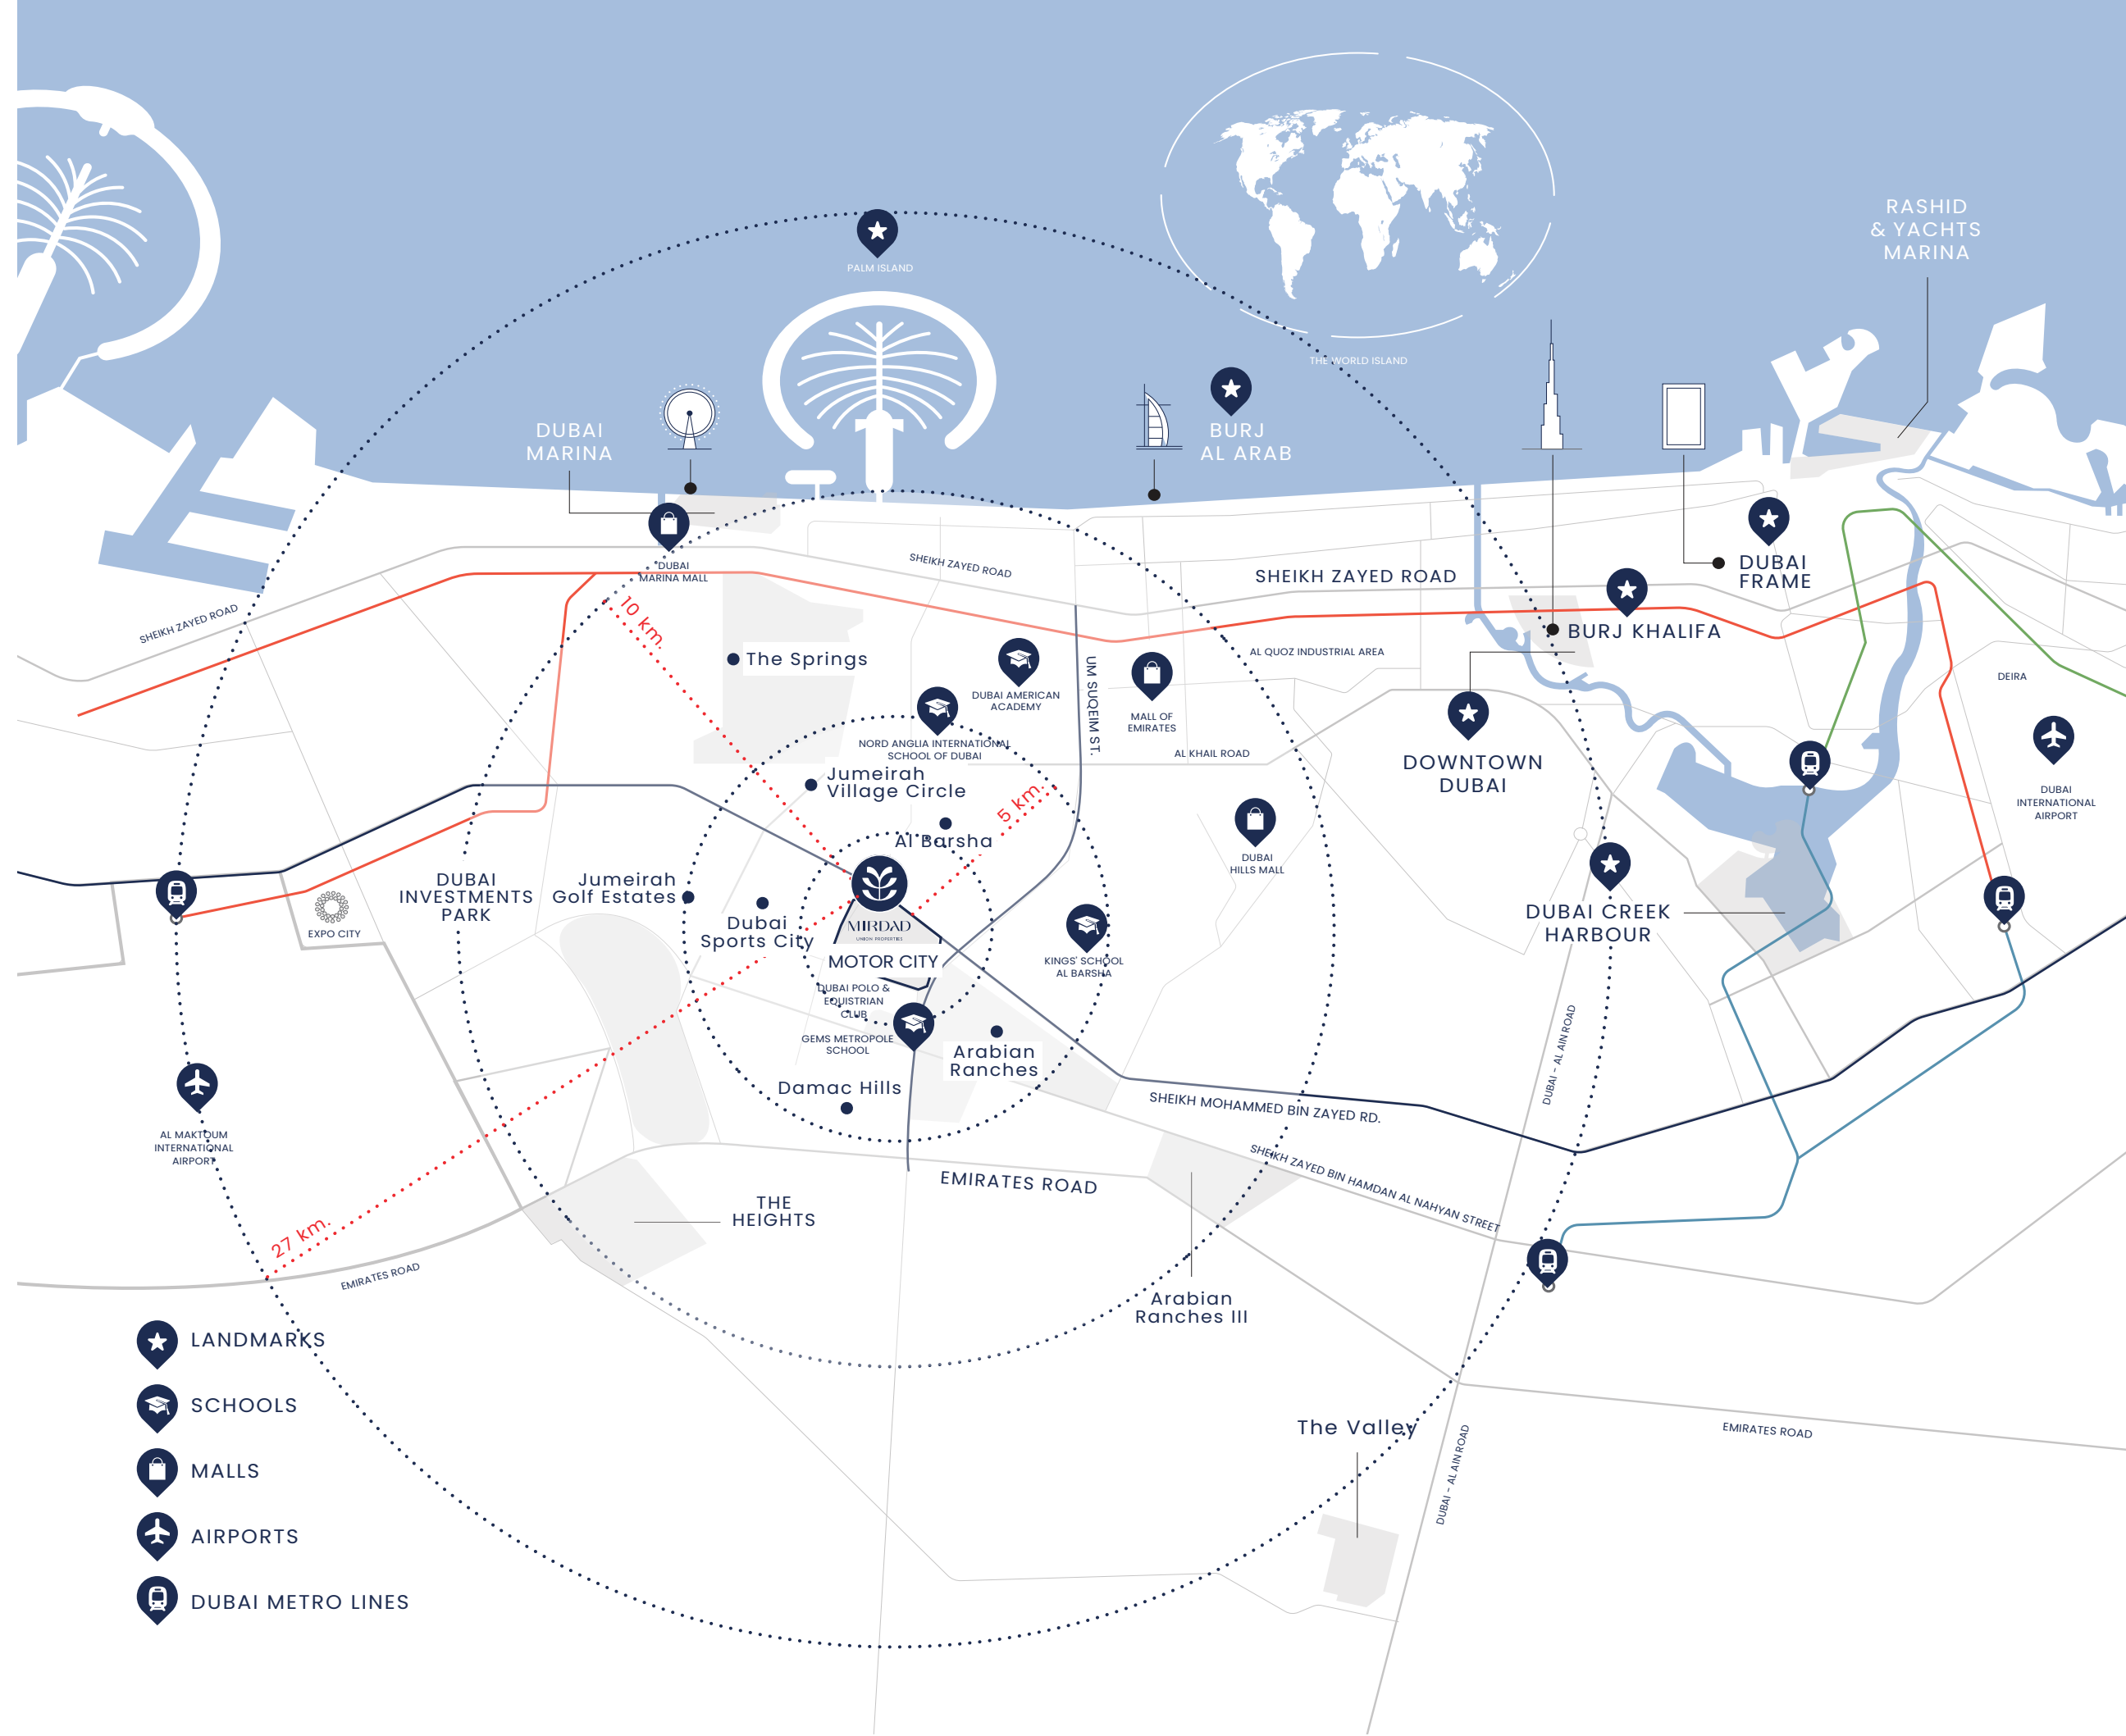 RASHID
& YACHTS
MARINA
PALM ISLAND
THE WORLD ISLAND
DUBAI
MARINA
BURJ
AL ARAB
DUBAI
MARINA MALL
SHEIKH ZAYED ROAD
SHEIKH ZAYED ROAD
SHEIKH ZAYED ROAD
DUBAI
FRAME
BURJ KHALIFA
10 km.
The Springs
AL QUOZ INDUSTRIAL AREA
UM SUQEIM ST.
DUBAI AMERICAN
ACADEMY
MALL OF
EMIRATES
DEIRA
NORD ANGLIA INTERNATIONAL
SCHOOL OF DUBAI
AL KHAIL ROAD
DOWNTOWN
DUBAI
DUBAI
INTERNATIONAL
AIRPORT
Jumeirah
Village Circle
5 km.
Al Barsha
DUBAI
HILLS MALL
DUBAI
INVESTMENTS
PARK
Jumeirah
Golf Estates
EXPO CITY
Dubai
Sports City
MIRDAD
UNION PROPERTIES
MOTOR CITY
KINGS' SCHOOL
AL BARSHA
DUBAI CREEK
HARBOUR
DUBAI POLO &
EQUISTRIAN
CLUB
GEMS METROPOLE
SCHOOL
Arabian
Ranches
Damac Hills
DUBAI - AL AIN ROAD
SHEIKH MOHAMMED BIN ZAYED RD.
AL MAKTOUM
INTERNATIONAL
AIRPORT
SHEIKH ZAYED BIN HAMDAN AL NAHYAN STREET
EMIRATES ROAD
THE
HEIGHTS
27 km.
EMIRATES ROAD
Arabian
Ranches III
LANDMARKS
SCHOOLS
MALLS
AIRPORTS
DUBAI METRO LINES
The Valley
DUBAI - AL AIN ROAD
EMIRATES ROAD